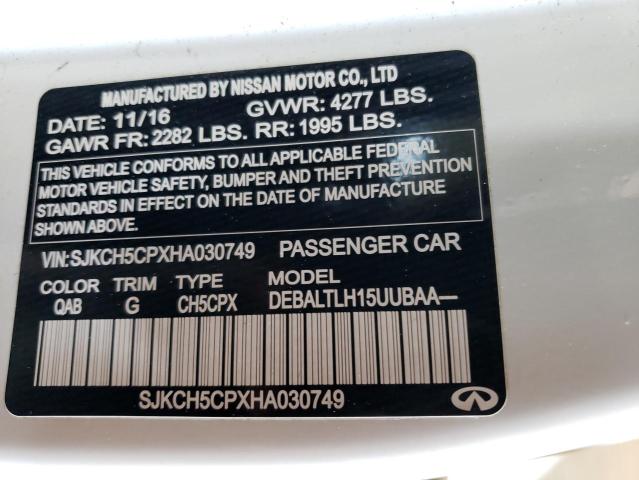 MANUFACTURED BY NISSAN MOTOR CO., LTD
DATE: 11/16 GVWR: 4277 LBS.
GAWR FR: 2282 LBS. RR: 1995 LBS.
THIS VEHICLE CONFORMS TO ALL APPLICABLE FEDERAL
MOTOR VEHICLE SAFETY, BUMPER AND THEFT PREVENTION
STANDARDS IN EFFECT ON THE DATE OF MANUFACTURE
SHOWN ABOVE.
VIN:SJKCH5CPXHA030749 PASSENGER CAR
COLOR TRIM TYPE MODEL
QAB G CH5CPX DEBALTLH15UUBAA—
SJKCH5CPXHA030749